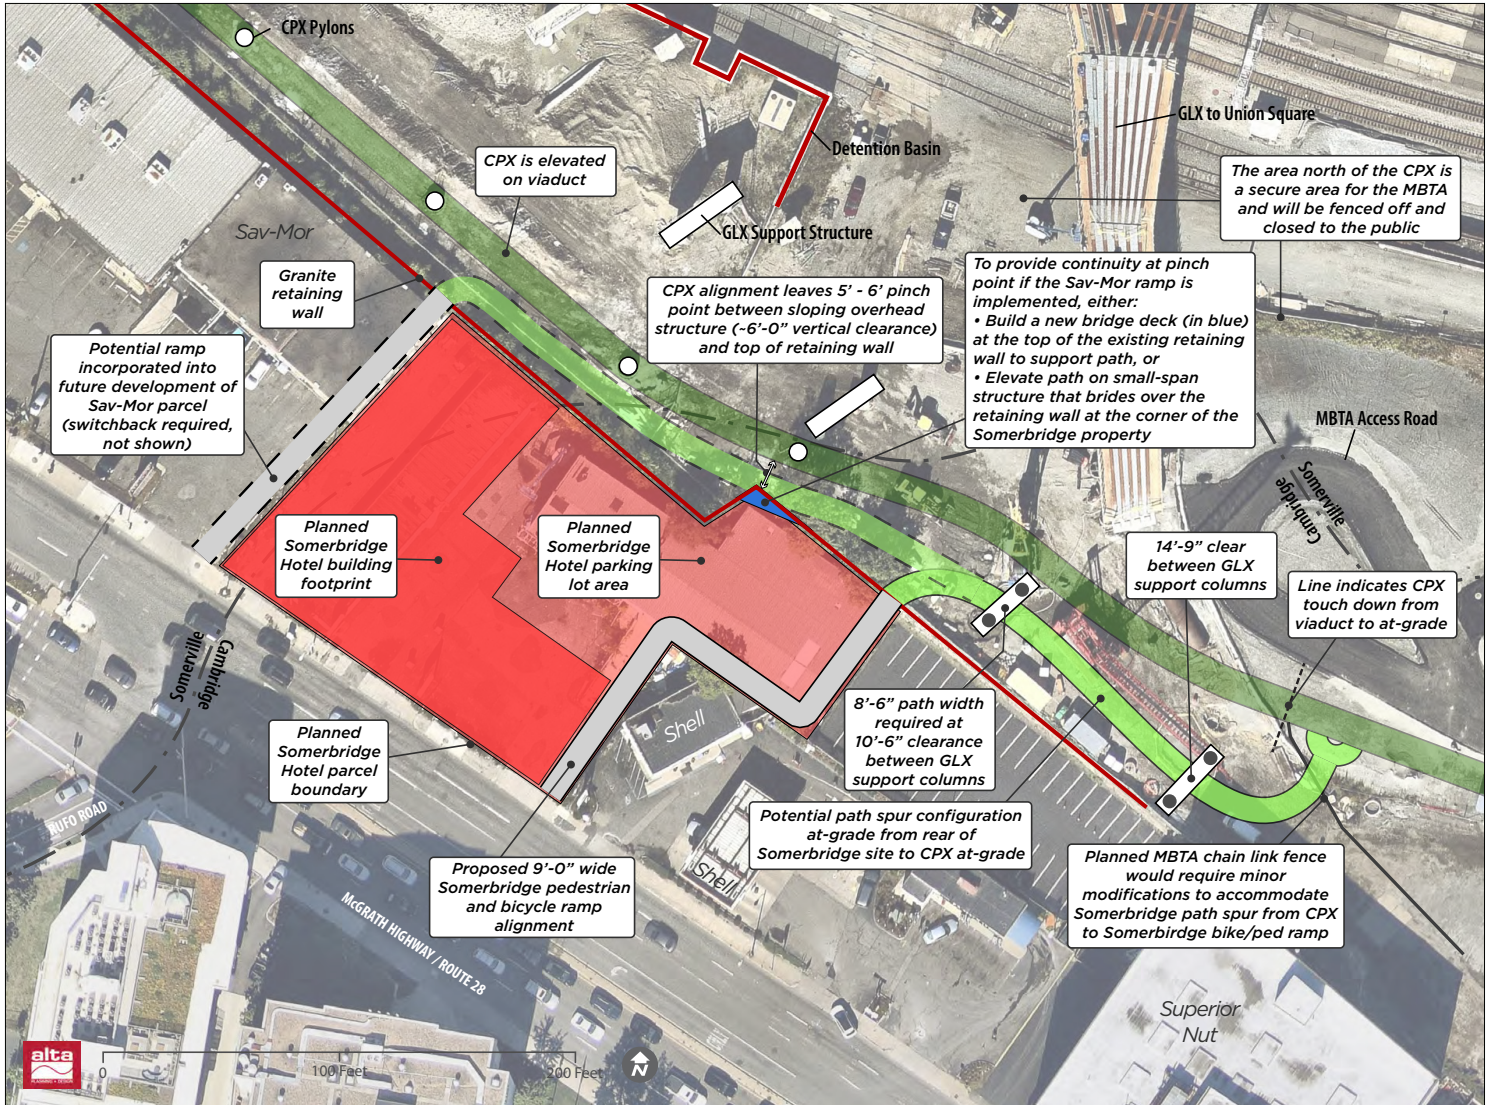 CPX Pylons
GLX to Union Square
Detention Basin
CPX is elevated
on viaduct
The area north of the CPX is
a secure area for the MBTA
and will be fenced off and
closed to the public
Sav-Mor
GLX Support Structure
Granite
retaining
wall
CPX alignment leaves 5' - 6' pinch
point between sloping overhead
structure (~6'-0" vertical clearance)
and top of retaining wall
To provide continuity at pinch
point if the Sav-Mor ramp is
implemented, either:
• Build a new bridge deck (in blue)
at the top of the existing retaining
wall to support path, or
• Elevate path on small-span
structure that brides over the
retaining wall at the corner of the
Somerbridge property
Potential ramp
incorporated into
future development of
Sav-Mor parcel
(switchback required,
not shown)
MBTA Access Road
Somerville
Cambridge
Planned
Somerbridge
Hotel building
footprint
Planned
Somerbridge
Hotel parking
lot area
14'-9" clear
between GLX
support columns
Line indicates CPX
touch down from
viaduct to at-grade
Somerville
Cambridge
8'-6" path width
required at
10'-6" clearance
between GLX
support columns
Shell
Planned
Somerbridge
Hotel parcel
boundary
RUFO ROAD
Potential path spur configuration
at-grade from rear of
Somerbridge site to CPX at-grade
Planned MBTA chain link fence
would require minor
modifications to accommodate
Somerbridge path spur from CPX
to Somerbirdge bike/ped ramp
Proposed 9'-0" wide
Somerbridge pedestrian
and bicycle ramp
alignment
Shell
McGRATH HIGHWAY / ROUTE 28
Superior
Nut
alta
PLANNING + DESIGN
0
100 Feet
200 Feet
N